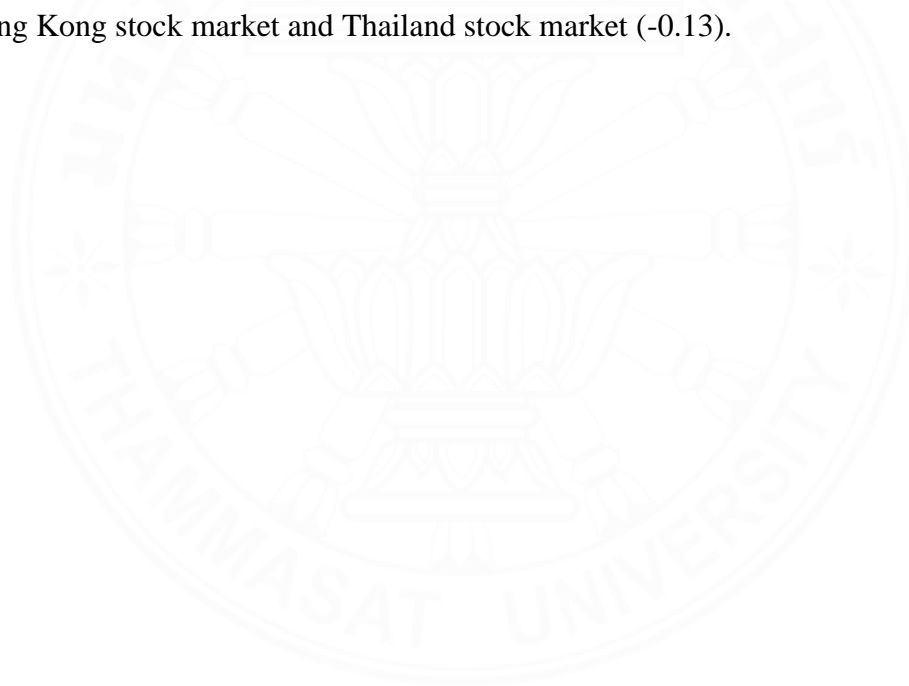 ng Kong stock market and Thailand stock market (-0.13).
THAMMASAT UNIVERSITY